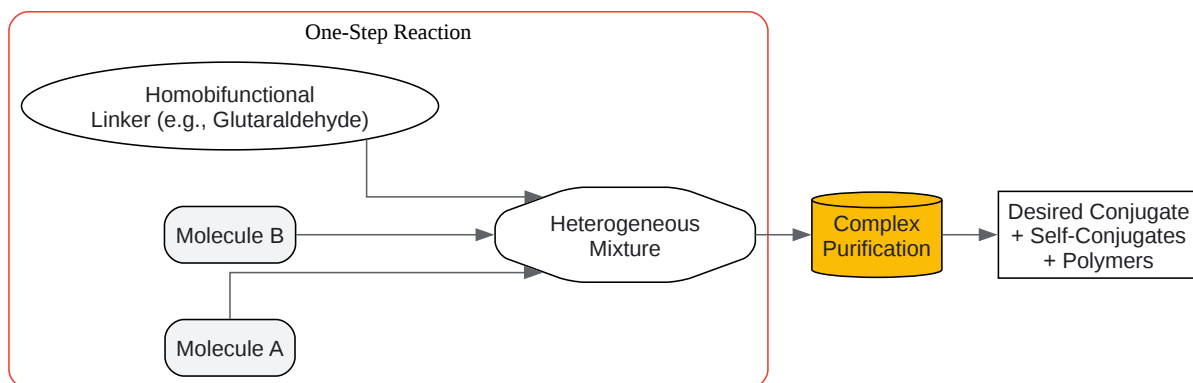 One-Step Reaction
Homobifunctional
Linker (e.g., Glutaraldehyde)
Molecule B
Molecule A
Heterogeneous
Mixture
Complex
Purification
Desired Conjugate
+ Self-Conjugates
+ Polymers